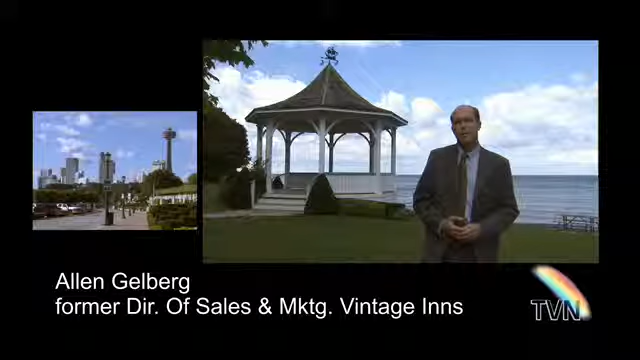 Allen Gelberg
former Dir. Of Sales & Mktg. Vintage Inns
TVN